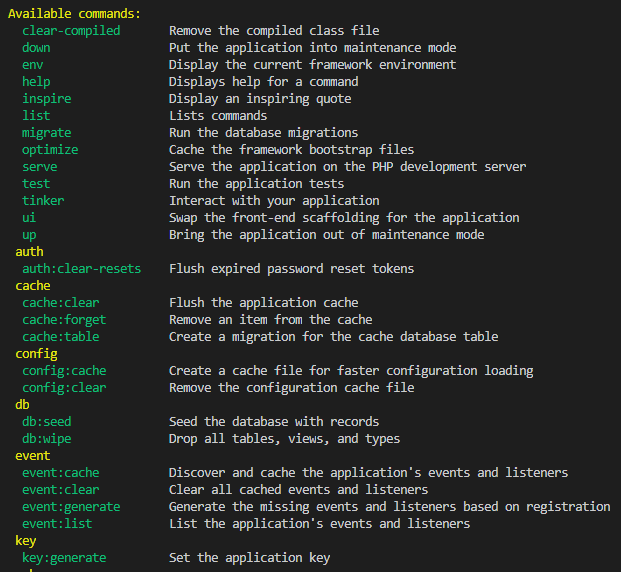 Available commands:
clear-compiled Remove the compiled class file
down Put the application into maintenance mode
env Display the current framework environment
help Displays help for a command
inspire Display an inspiring quote
list Lists commands
migrate Run the database migrations
optimize Cache the framework bootstrap files
serve Serve the application on the PHP development server
test Run the application tests
tinker Interact with your application
ui Swap the front-end scaffolding for the application
up Bring the application out of maintenance mode
auth
auth:clear-resets Flush expired password reset tokens
cache
cache:clear Flush the application cache
cache:forget Remove an item from the cache
cache:table Create a migration for the cache database table
config
config:cache Create a cache file for faster configuration loading
config:clear Remove the configuration cache file
db
db:seed Seed the database with records
db:wipe Drop all tables, views, and types
event
event:cache Discover and cache the application's events and listeners
event:clear Clear all cached events and listeners
event:generate Generate the missing events and listeners based on registration
event:list List the application's events and listeners
key
key:generate Set the application key